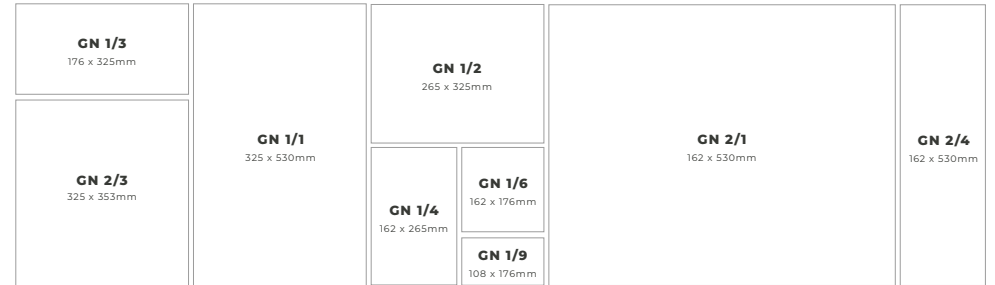 GN 1/3
176 x 325mm
GN 2/3
325 x 353mm
GN 1/1
325 x 530mm
GN 1/2
265 x 325mm
GN 1/4
162 x 265mm
GN 1/6
162 x 176mm
GN 1/9
108 x 176mm
GN 2/1
162 x 530mm
GN 2/4
162 x 530mm